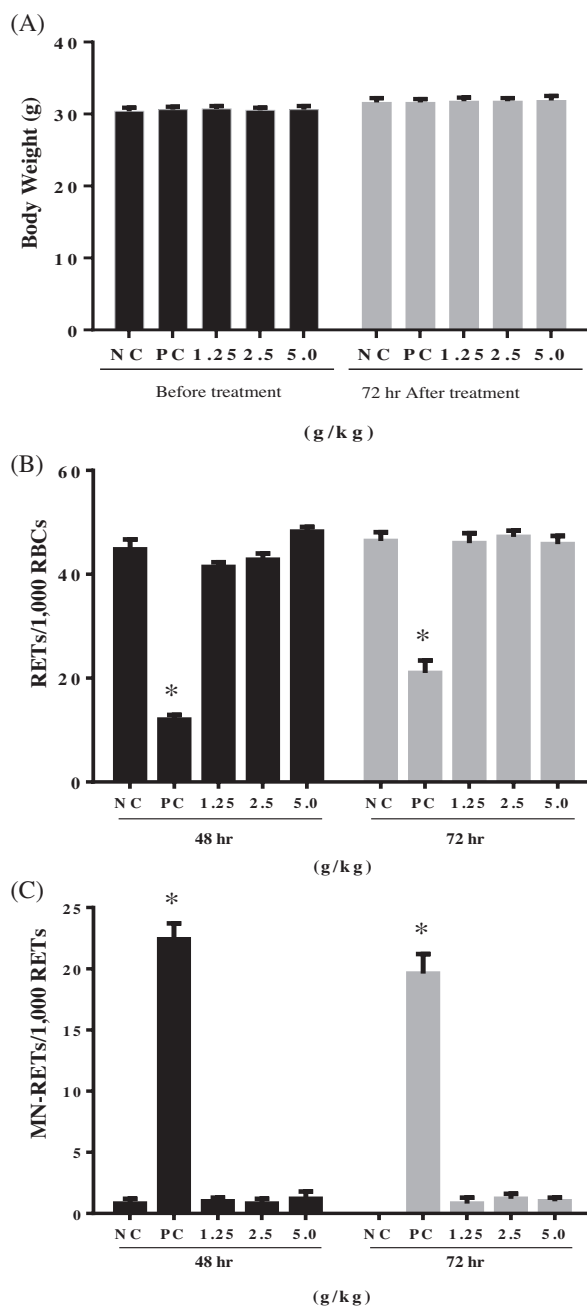 (A)
40
30
20
10
0
Body Weight (g)
NC PC 1.25 2.5 5.0 NC PC 1.25 2.5 5.0
Before treatment 72 hr After treatment
(g/kg)
(B)
60
40
20
0
RETs/1,000 RBCs
* *
NC PC 1.25 2.5 5.0 NC PC 1.25 2.5 5.0
48 hr 72 hr
(g/kg)
(C)
25
20
15
10
5
0
MN-RETs/1,000 RETs
* *
NC PC 1.25 2.5 5.0 NC PC 1.25 2.5 5.0
48 hr 72 hr
(g/kg)